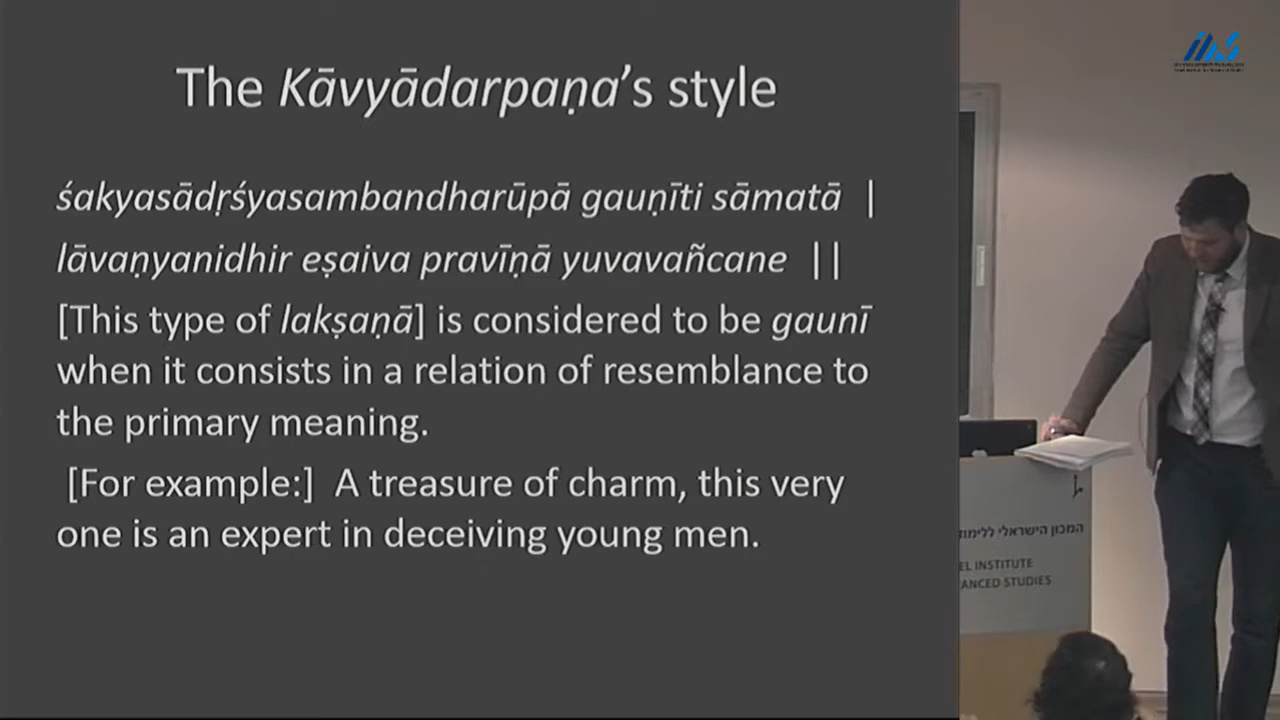 The Kāvyādarpaṇa's style
śakyasādṛśyasambandharūpā gauṇīti sāmatā |
lāvaṇyanidhir eṣaiva pravīṇā yuvavañcane ||
[This type of lakṣaṇā] is considered to be gaunī
when it consists in a relation of resemblance to
the primary meaning.
[For example:] A treasure of charm, this very
one is an expert in deceiving young men.
המכון הישראלי ללימוד
EL INSTITUTE
ANCED STUDIES